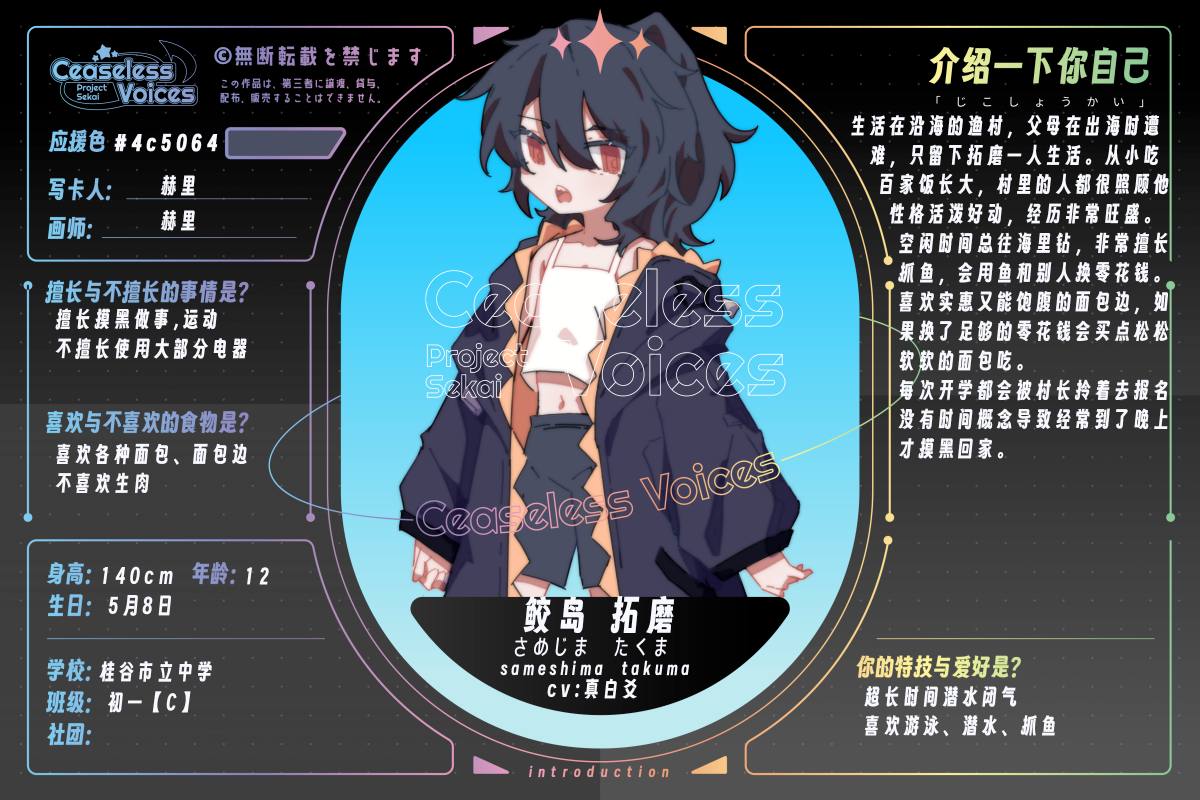 Ceaseless
Project
Sekai
Voices
©無断転載を禁じます
この作品は、第三者に譲渡、貸与、
配布、販売することはできません。
应援色 #4c5064
写卡人: 赫里
画师: 赫里
擅长与不擅长的事情是?
擅长摸黑做事,运动
不擅长使用大部分电器
喜欢与不喜欢的食物是?
喜欢各种面包、面包边
不喜欢生肉
身高: 140cm 年龄: 12
生日: 5月8日
学校: 桂谷市立中学
班级: 初一【C】
社团:
Ceaseless
Project
Sekai
Voices
Ceaseless Voices
鲛岛 拓磨
さめじま たくま
sameshima takuma
cv:真白爻
introduction
介绍一下你自己
「じこしょうかい」
生活在沿海的渔村，父母在出海时遭
难，只留下拓磨一人生活。从小吃
百家饭长大，村里的人都很照顾他
性格活泼好动，经历非常旺盛。
空闲时间总往海里钻，非常擅长
抓鱼，会用鱼和别人换零花钱。
喜欢实惠又能饱腹的面包边，如
果换了足够的零花钱会买点松松
软软的面包吃。
每次开学都会被村长拎着去报名
没有时间概念导致经常到了晚上
才摸黑回家。
你的特技与爱好是?
超长时间潜水闭气
喜欢游泳、潜水、抓鱼